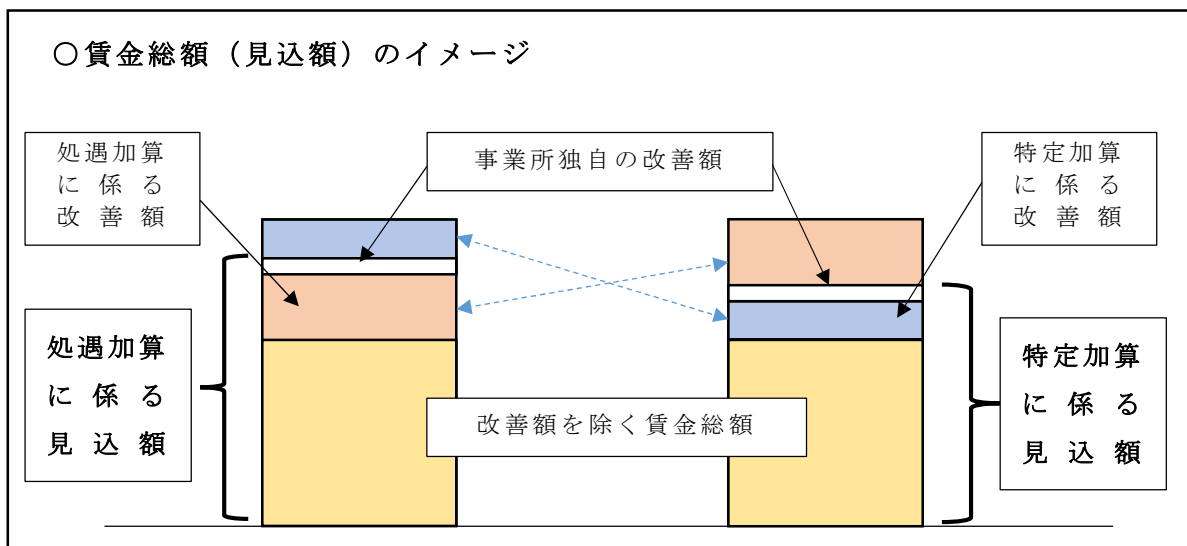 〇賃金総額（見込額）のイメージ
処遇加算
に係る
改善額
事業所独自の改善額
特定加算
に係る
改善額
処遇加算
に係る
見込額
改善額を除く賃金総額
特定加算
に係る
見込額